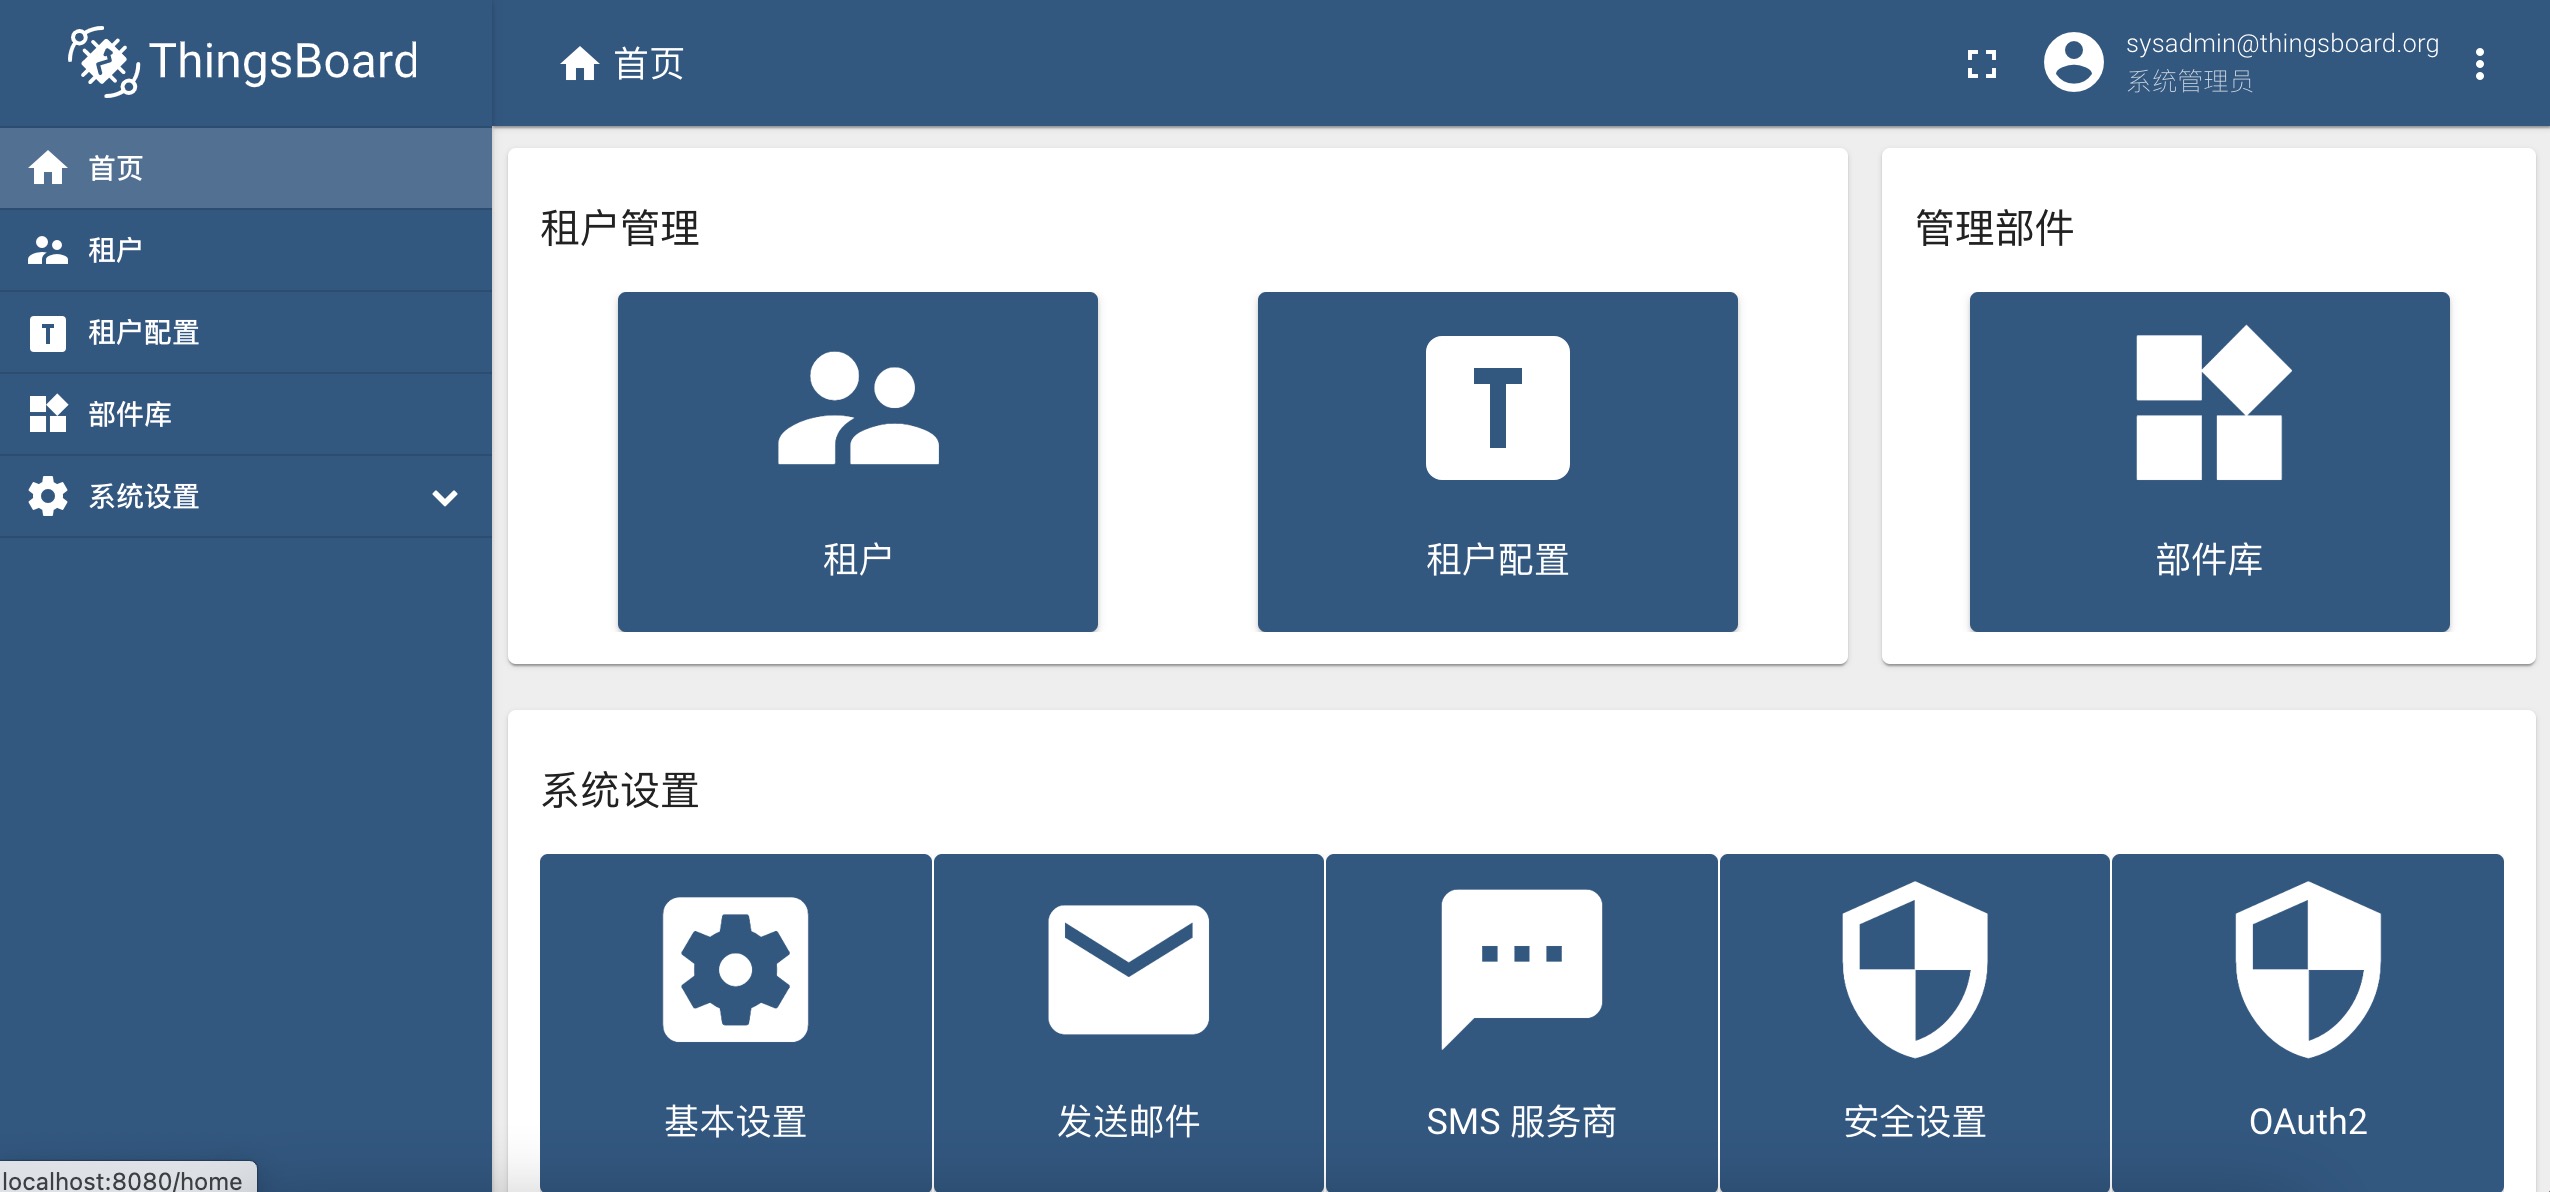 ThingsBoard
首页
sysadmin@thingsboard.org
系统管理员
首页
租户
T 租户配置
部件库
系统设置
租户管理
管理部件
T
租户
租户配置
部件库
系统设置
基本设置
发送邮件
SMS 服务商
安全设置
OAuth2
localhost:8080/home